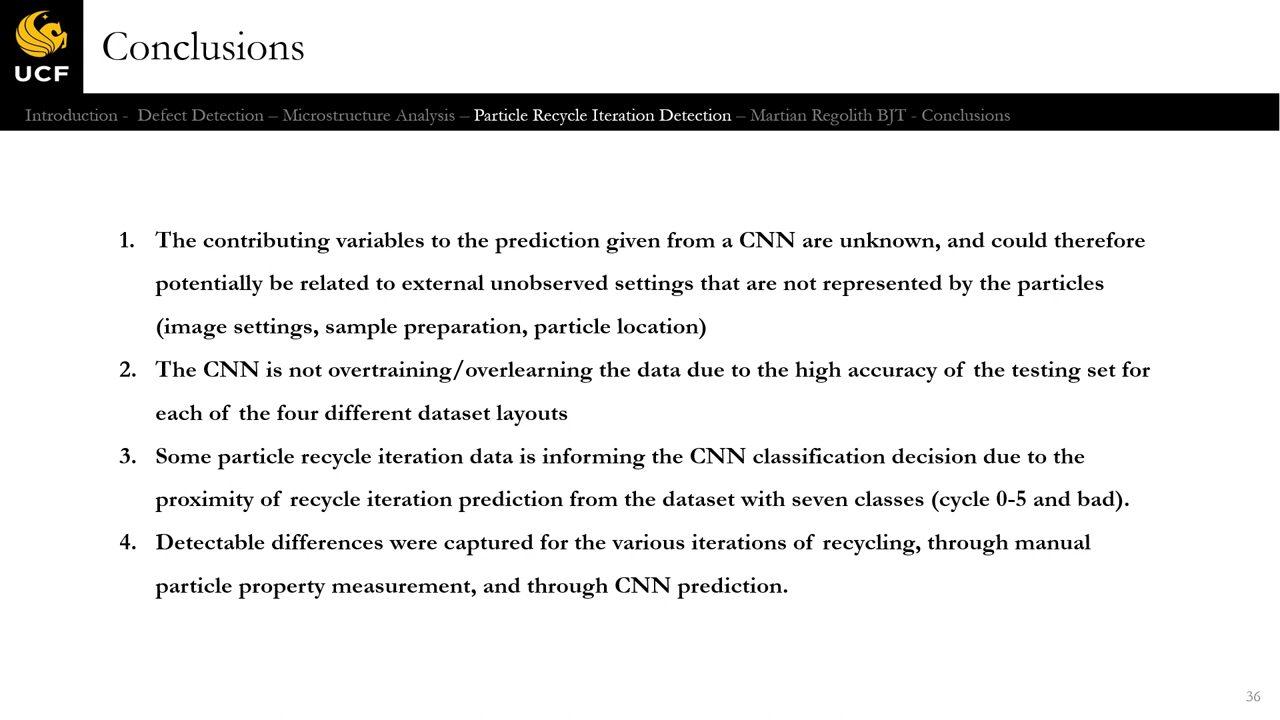 UCF
Conclusions
Introduction - Defect Detection – Microstructure Analysis – Particle Recycle Iteration Detection – Martian Regolith BJT - Conclusions
1. The contributing variables to the prediction given from a CNN are unknown, and could therefore
potentially be related to external unobserved settings that are not represented by the particles
(image settings, sample preparation, particle location)
2. The CNN is not overtraining/overlearning the data due to the high accuracy of the testing set for
each of the four different dataset layouts
3. Some particle recycle iteration data is informing the CNN classification decision due to the
proximity of recycle iteration prediction from the dataset with seven classes (cycle 0-5 and bad).
4. Detectable differences were captured for the various iterations of recycling, through manual
particle property measurement, and through CNN prediction.
36